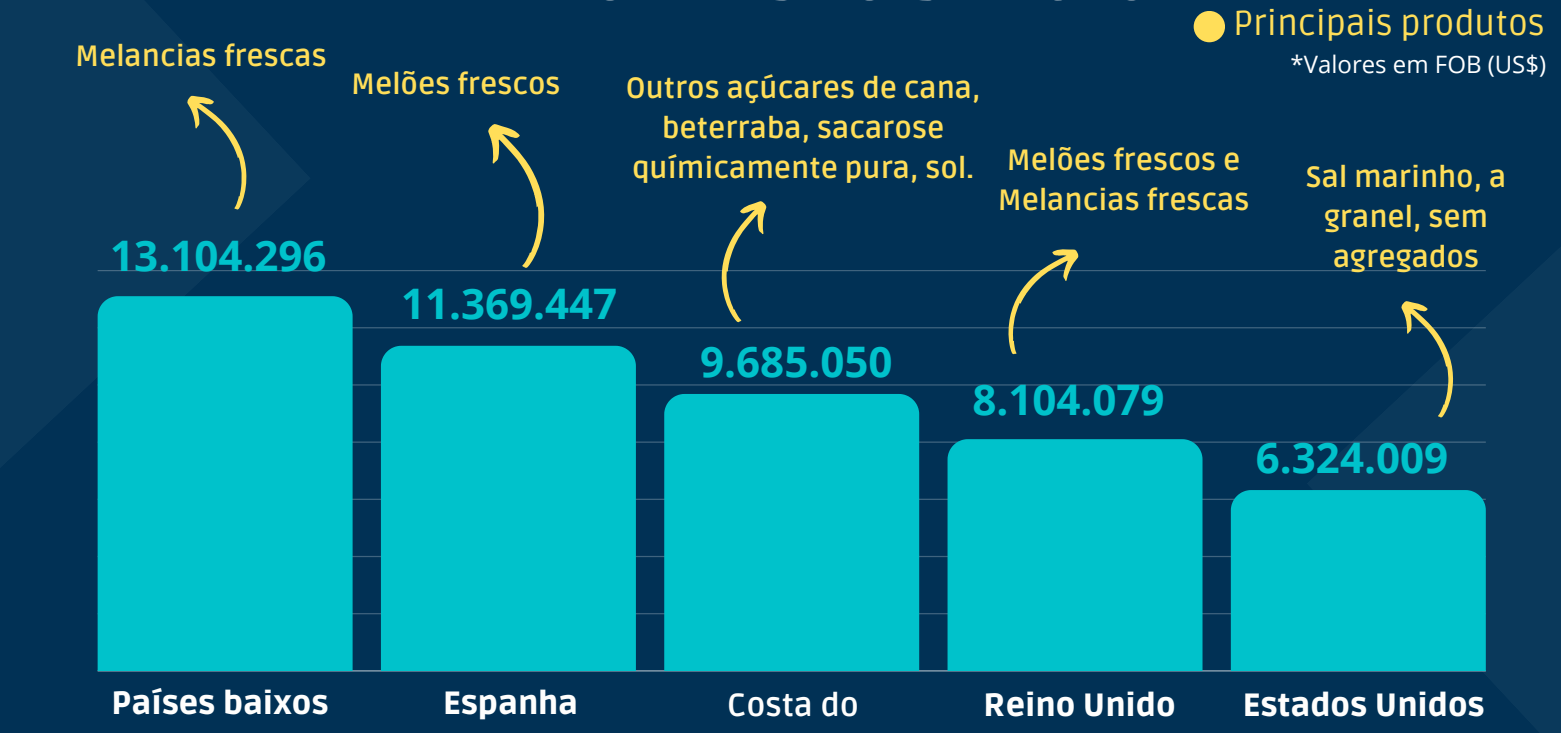 Principais produtos
*Valores em FOB (US$)
Melancias frescas
Melões frescos
Outros açúcares de cana,
beterraba, sacarose
químicamente pura, sol.
Melões frescos e
Melancias frescas
Sal marinho, a
granel, sem
agregados
13.104.296
11.369.447
9.685.050
8.104.079
6.324.009
Países baixos
Espanha
Costa do
Reino Unido
Estados Unidos